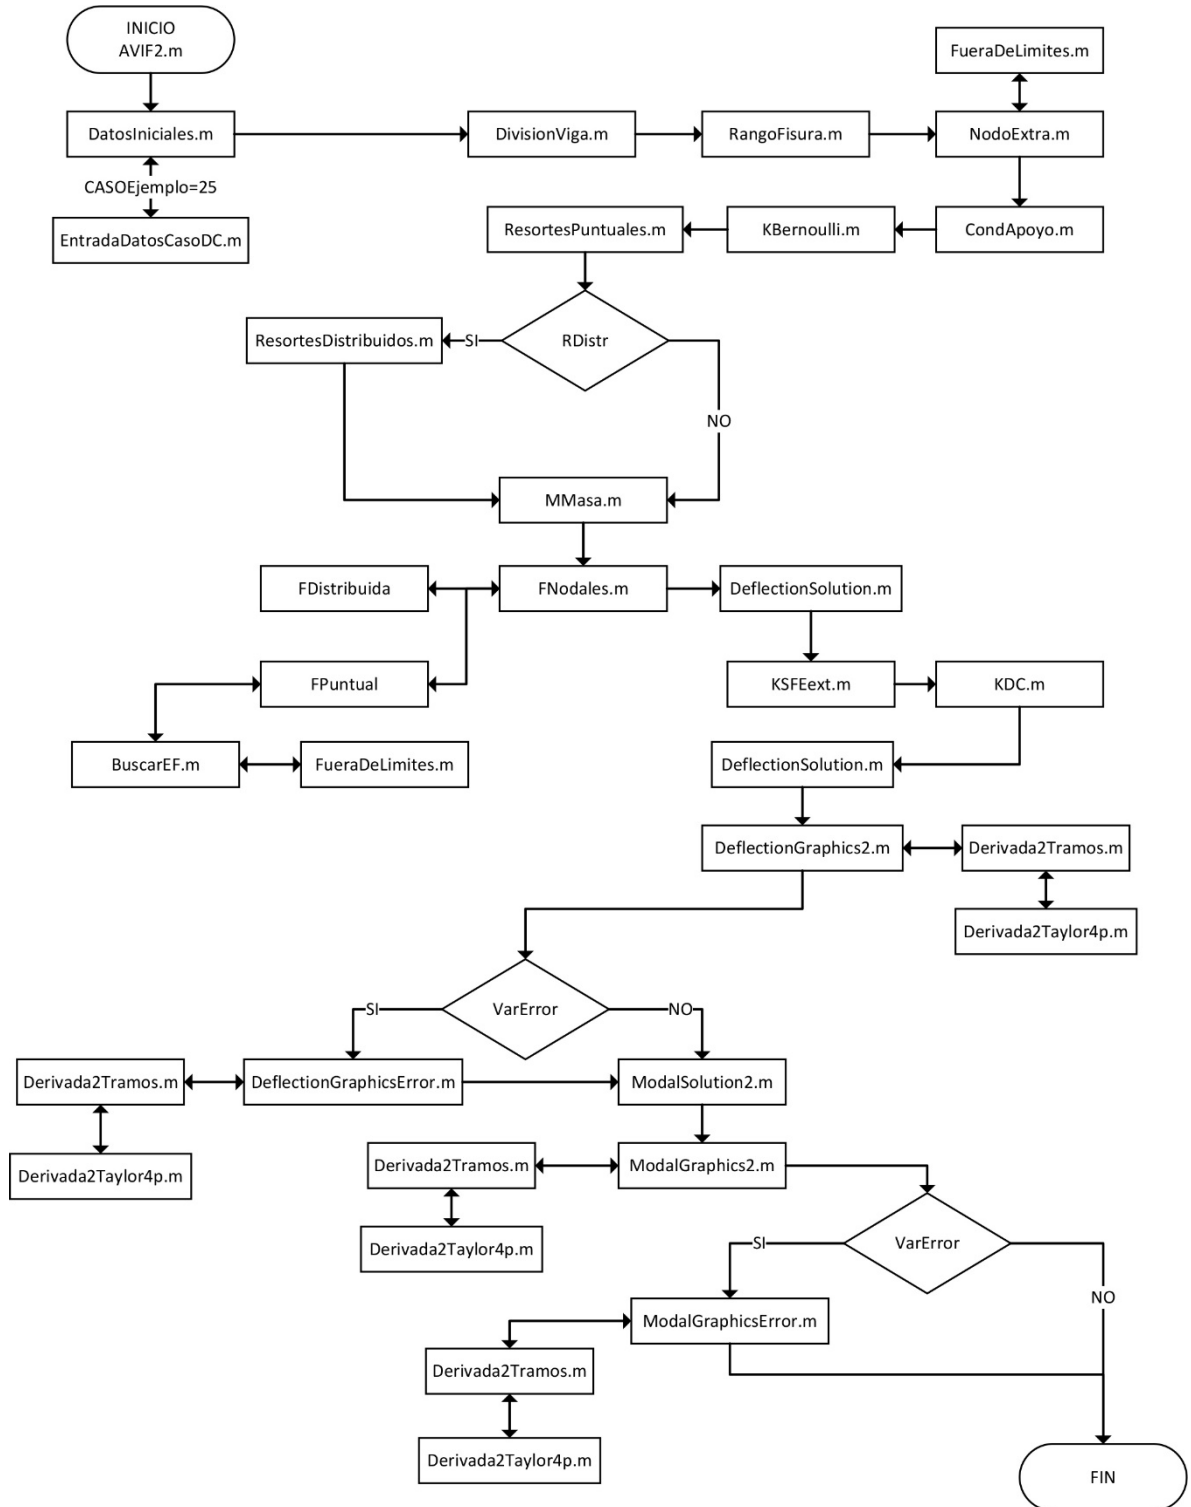 INICIO
AVIF2.m
FueraDeLimites.m
DatosIniciales.m
DivisionViga.m
RangoFisura.m
NodoExtra.m
CASOEjemplo=25
EntradaDatosCasoDC.m
ResortesPuntuales.m
KBernoulli.m
CondApoyo.m
ResortesDistribuidos.m
SI
RDistr
NO
MMasa.m
FDistribuida
FNodales.m
DeflectionSolution.m
FPuntual
KSFEext.m
KDC.m
BuscarEF.m
FueraDeLimites.m
DeflectionSolution.m
DeflectionGraphics2.m
Derivada2Tramos.m
Derivada2Taylor4p.m
SI
VarError
NO
Derivada2Tramos.m
DeflectionGraphicsError.m
ModalSolution2.m
Derivada2Taylor4p.m
Derivada2Tramos.m
ModalGraphics2.m
Derivada2Taylor4p.m
SI
VarError
NO
ModalGraphicsError.m
Derivada2Tramos.m
Derivada2Taylor4p.m
FIN